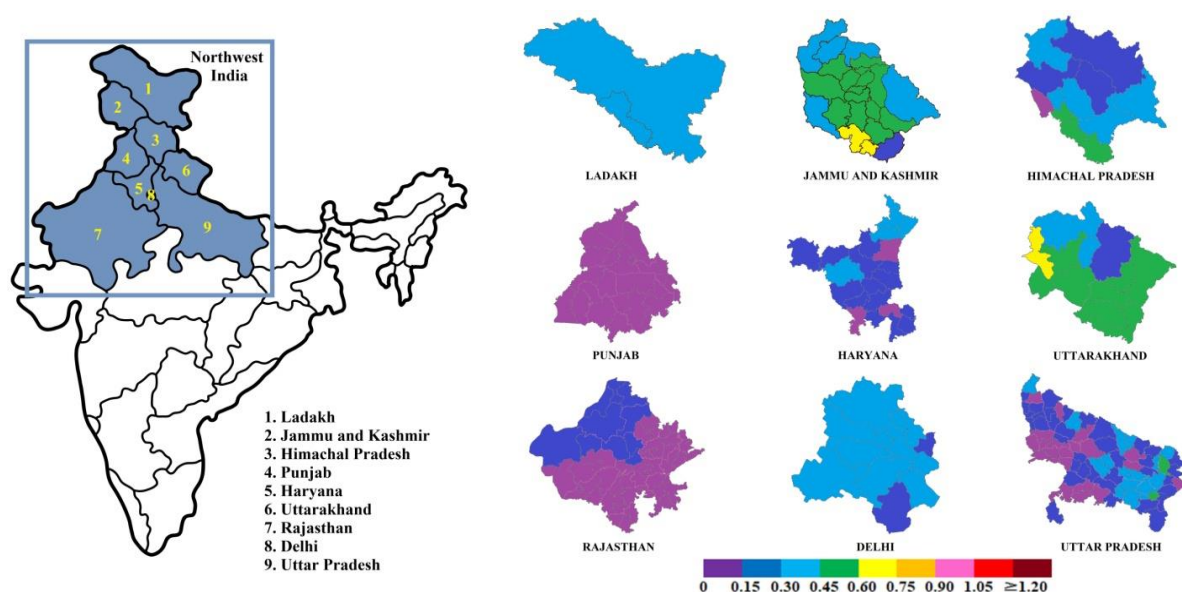 Northwest
India
1
2
3
4
5
6
7
8
9
1. Ladakh
2. Jammu and Kashmir
3. Himachal Pradesh
4. Punjab
5. Haryana
6. Uttarakhand
7. Rajasthan
8. Delhi
9. Uttar Pradesh
LADAKH
JAMMU AND KASHMIR
HIMACHAL PRADESH
PUNJAB
HARYANA
UTTARAKHAND
RAJASTHAN
DELHI
UTTAR PRADESH
0 0.15 0.30 0.45 0.60 0.75 0.90 1.05 ≥1.20